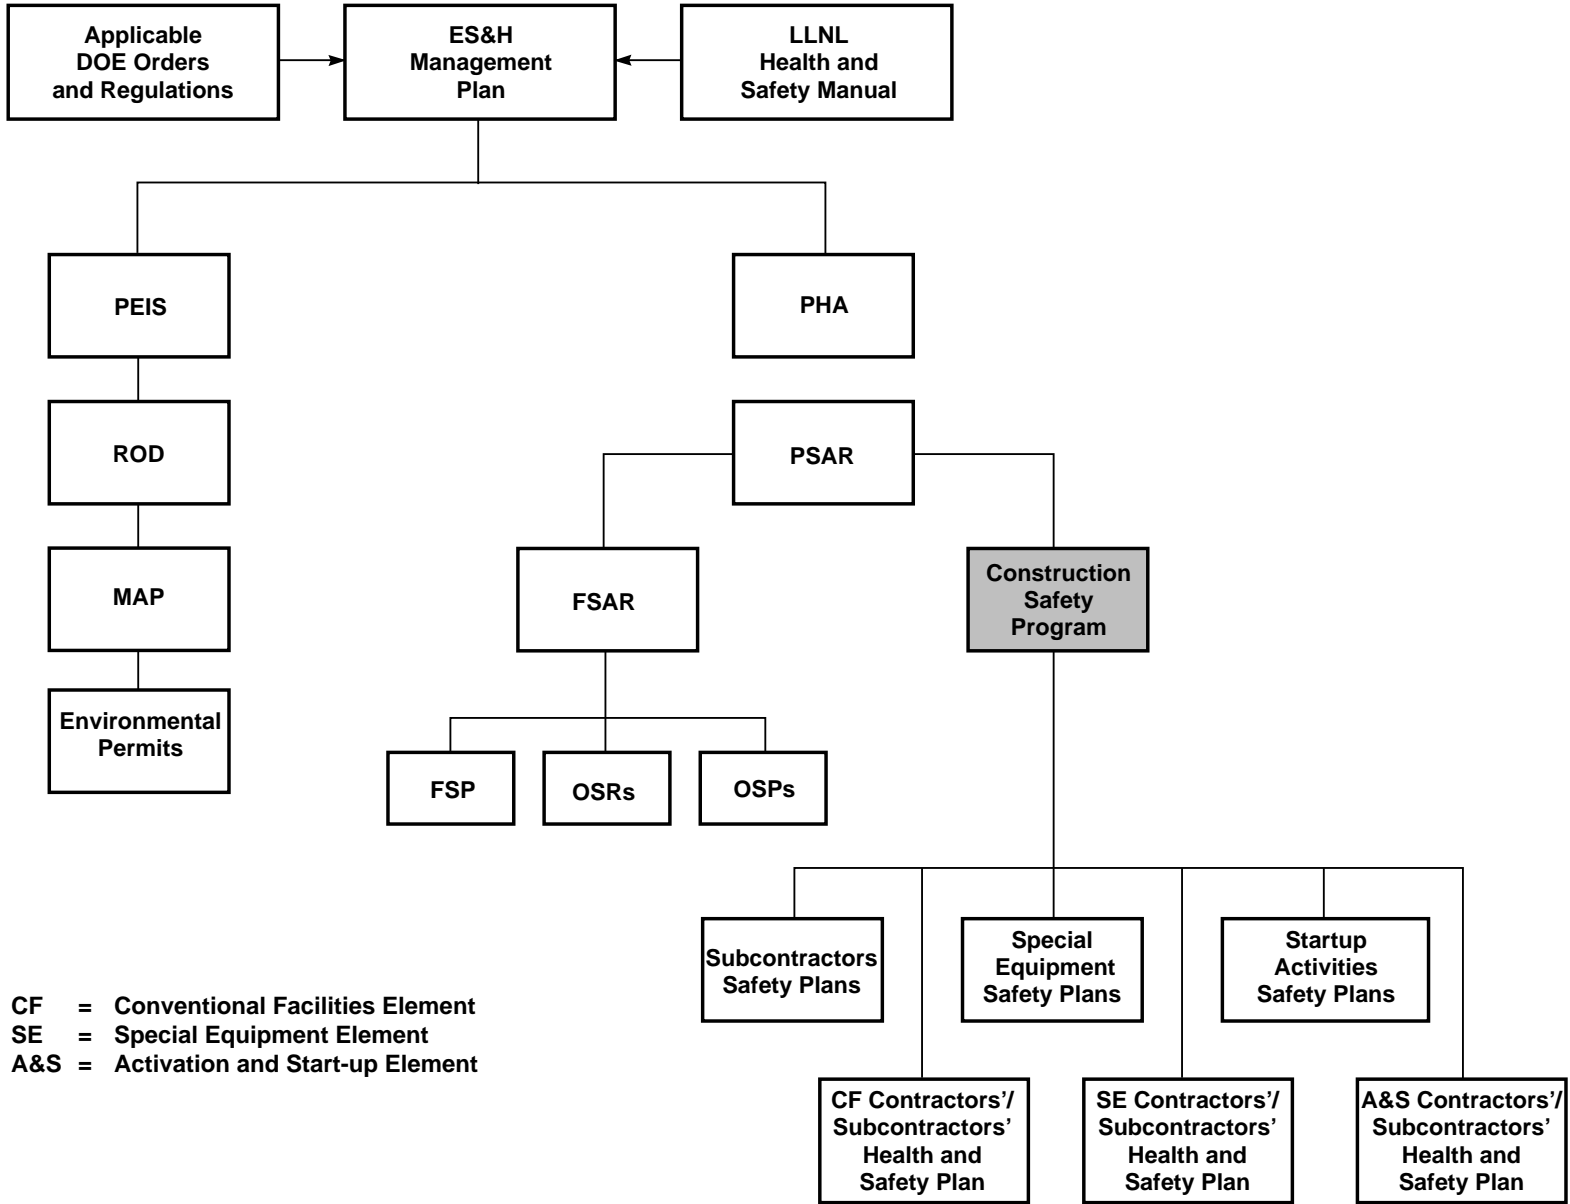 Applicable
DOE Orders
and Regulations
ES&H
Management
Plan
LLNL
Health and
Safety Manual
PEIS
PHA
ROD
PSAR
MAP
FSAR
Construction
Safety
Program
Environmental
Permits
FSP
OSRs
OSPs
Subcontractors
Safety Plans
Special
Equipment
Safety Plans
Startup
Activities
Safety Plans
CF = Conventional Facilities Element
SE = Special Equipment Element
A&S = Activation and Start-up Element
CF Contractors’/
Subcontractors’
Health and
Safety Plan
SE Contractors’/
Subcontractors’
Health and
Safety Plan
A&S Contractors’/
Subcontractors’
Health and
Safety Plan